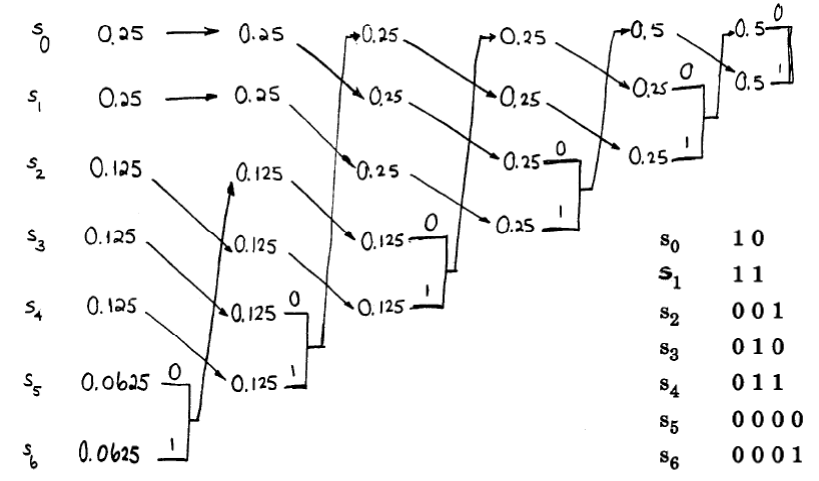 s0 0.25 0.25 0.25 0.25 0.5 0.5 0
s1 0.25 0.25 0.25 0.25 0.25 0 0.5 1
s2 0.125 0.125 0.25 0.25 0 0.25 1
s3 0.125 0.125 0.125 0 0.25 1
s4 0.125 0.125 0 0.125 1
s5 0.0625 0 0.125 1
s6 0.0625 1
s0 1 0
s1 1 1
s2 0 0 1
s3 0 1 0
s4 0 1 1
s5 0 0 0 0
s6 0 0 0 1